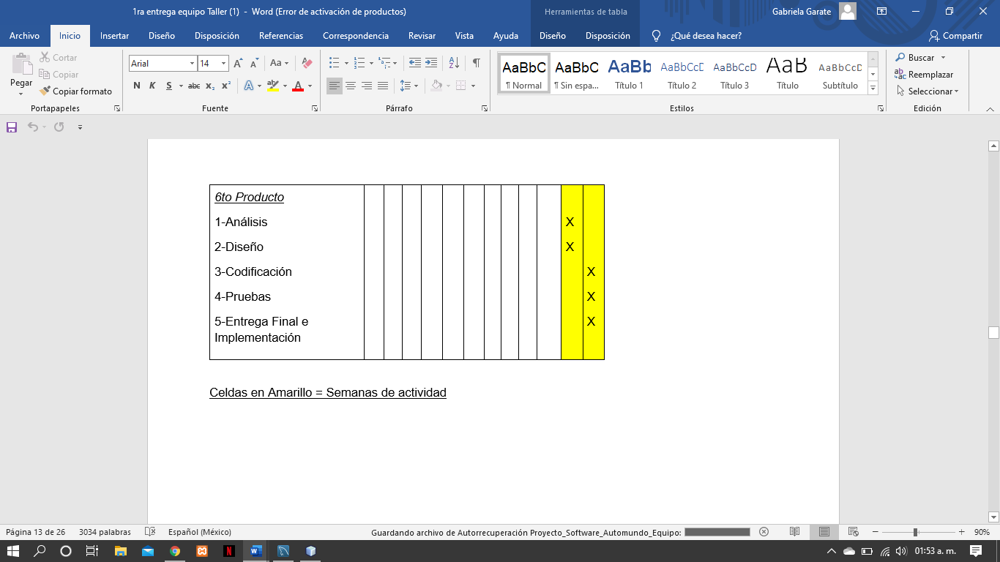 1ra entrega equipo Taller (1) - Word (Error de activación de productos)
Herramientas de tabla
Gabriela Garate
Archivo Inicio Insertar Diseño Disposición Referencias Correspondencia Revisar Vista Ayuda Diseño Disposición ¿Qué desea hacer? Compartir
Pegar
Cortar
Copiar
Copiar formato
Portapapeles
Arial 14
N K S abc x₂ x²
Fuente
Párrafo
AaBbC AaBbC AaBb AaBbCcD AaBbCcD AaB AaBbCcD
¶ Normal ¶ Sin espa... Título 1 Título 2 Título 3 Título Subtítulo
Estilos
Buscar
Reemplazar
Seleccionar
Edición
6to Producto
1-Análisis X
2-Diseño X
3-Codificación X
4-Pruebas X
5-Entrega Final e X
Implementación
Celdas en Amarillo = Semanas de actividad
Página 13 de 26 3034 palabras Español (México) Guardando archivo de Autorrecuperación Proyecto_Software_Automundo_Equipo: 90%
01:53 a. m.